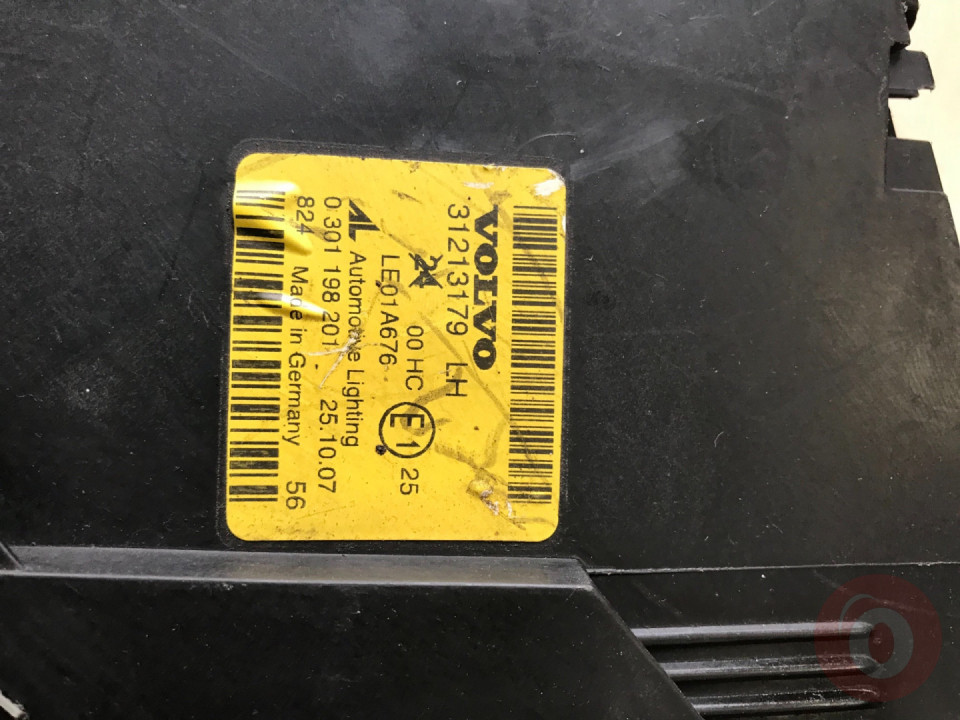 VOLVO
31213179 LH
24 00 HC E1 25
LE01A676
AL Automotive Lighting
0 301 198 201 25.10.07
824 Made in Germany 56